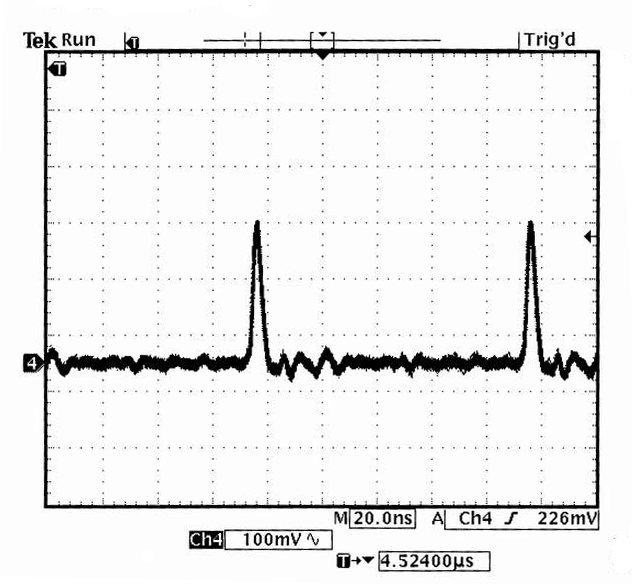 Tek Run T Trig'd
T
4
M 20.0ns A Ch4 ∫ 226mV
Ch4 100mV ∿
T→▼ 4.52400µs